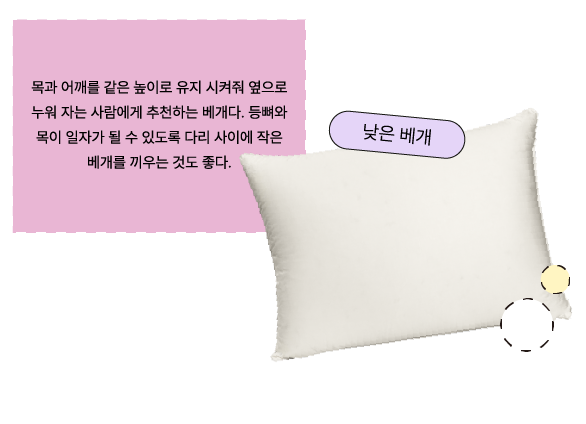 목과 어깨를 같은 높이로 유지 시켜줘 옆으로
누워 자는 사람에게 추천하는 베개다. 등뼈와
목이 일자가 될 수 있도록 다리 사이에 작은
베개를 끼우는 것도 좋다.
낮은 베개